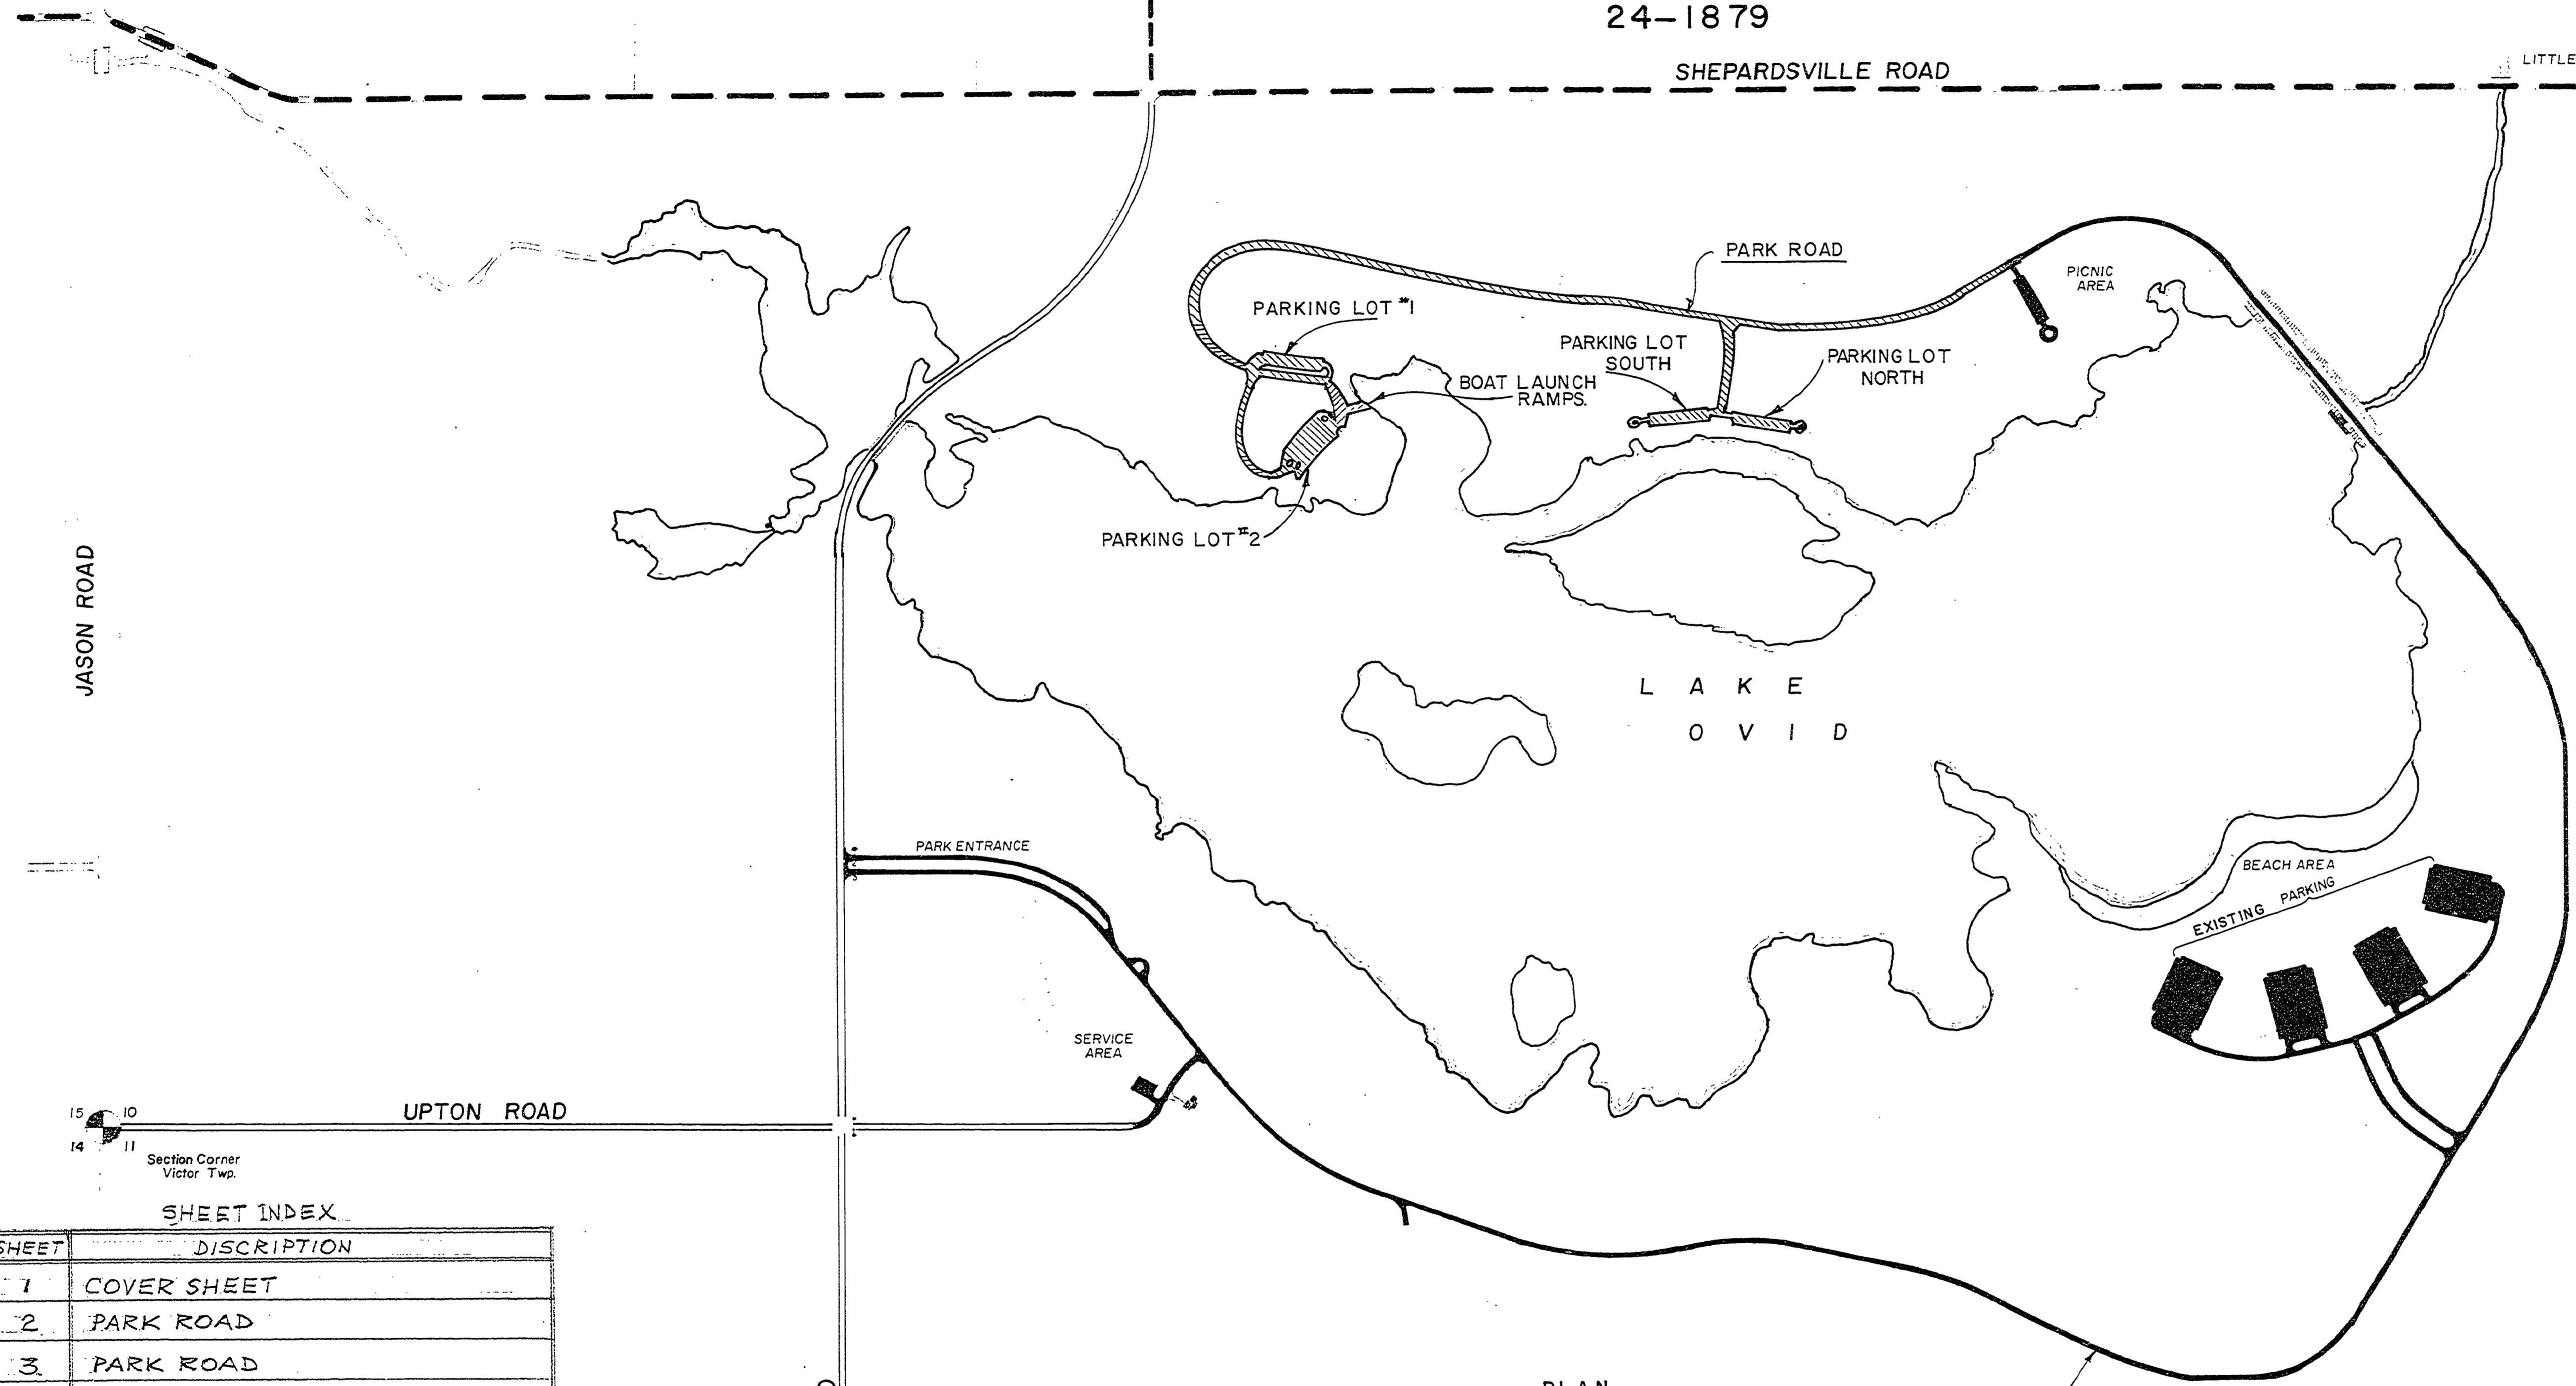 24-1879
SHEPARDSVILLE ROAD
LITTLE
PARK ROAD
PICNIC
AREA
PARKING LOT #1
PARKING LOT
SOUTH
PARKING LOT
NORTH
BOAT LAUNCH
RAMPS.
PARKING LOT #2
JASON ROAD
LAKE
OVID
PARK ENTRANCE
BEACH AREA
EXISTING PARKING
SERVICE
AREA
15 10
14 11
UPTON ROAD
Section Corner
Victor Twp.
SHEET INDEX
SHEET DISCRIPTION
1 COVER SHEET
2 PARK ROAD
3 PARK ROAD
PLAN